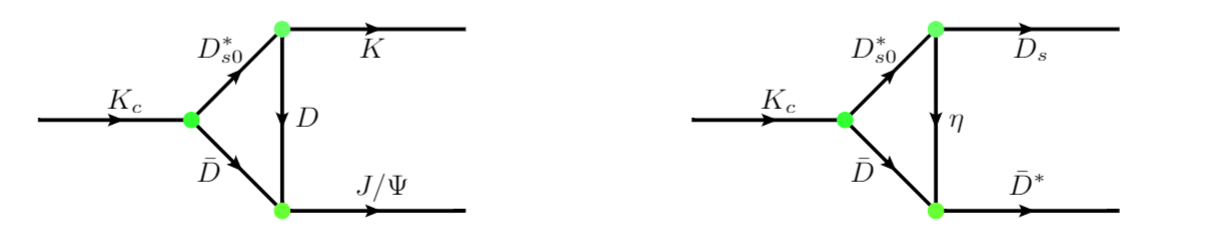 K_c
D^*_{s0}
K
D
D̄
J/Ψ
K_c
D^*_{s0}
D_s
η
D̄
D̄^*